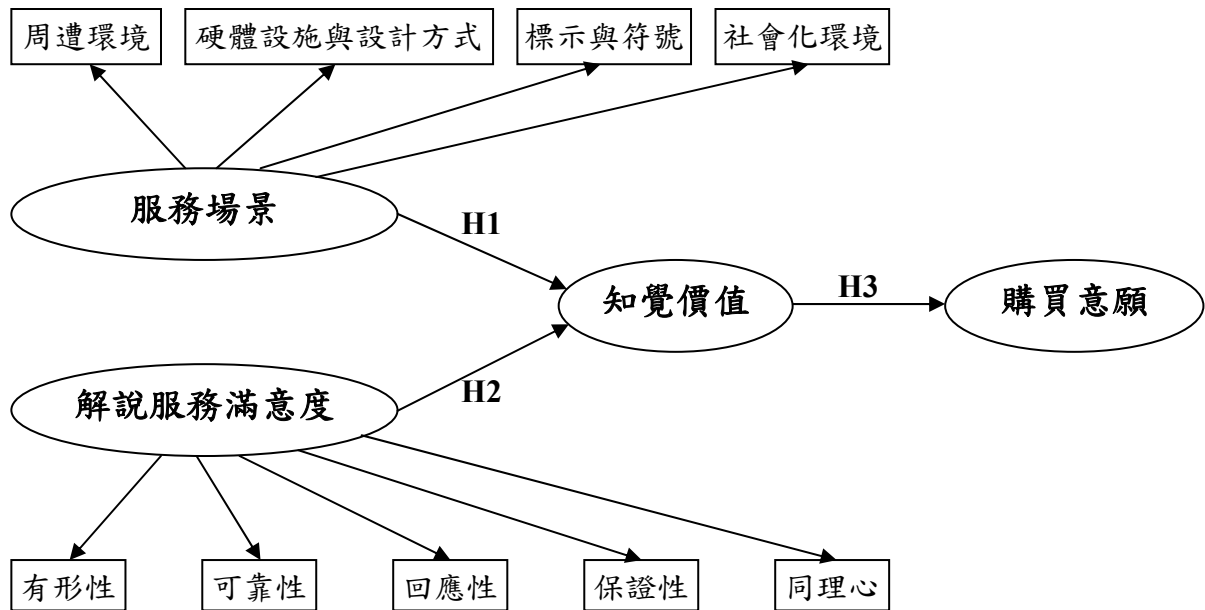 周遭環境
硬體設施與設計方式
標示與符號
社會化環境
服務場景
H1
知覺價值
H3
購買意願
解說服務滿意度
H2
有形性
可靠性
回應性
保證性
同理心